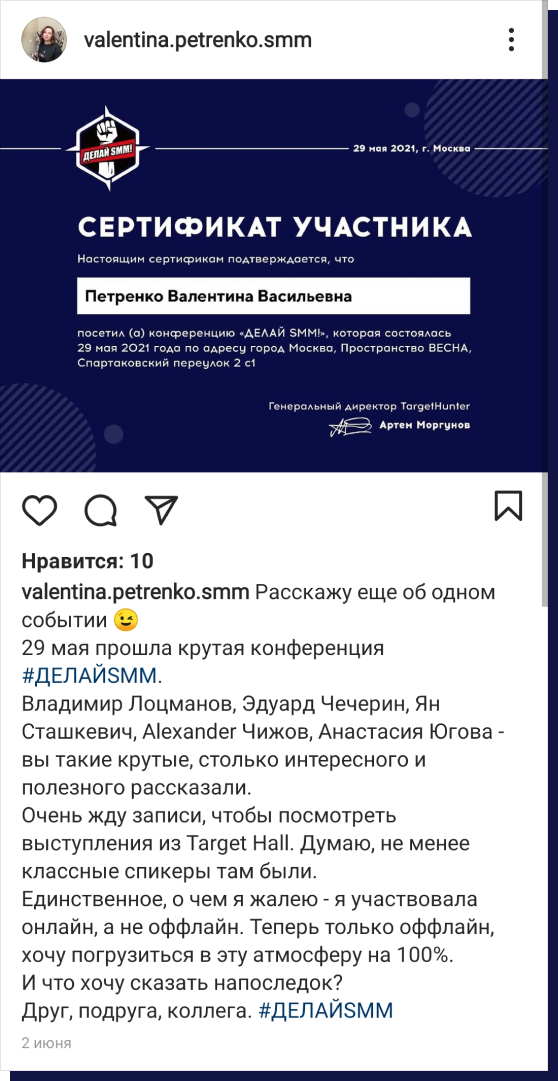 valentina.petrenko.smm
ДЕЛАЙ SMM!
29 мая 2021, г. Москва
СЕРТИФИКАТ УЧАСТНИКА
Настоящим сертификам подтверждается, что
Петренко Валентина Васильевна
посетил (а) конференцию «ДЕЛАЙ SMM!», которая состоялась
29 мая 2021 года по адресу город Москва, Пространство ВЕСНА,
Спартаковский переулок 2 с1
Генеральный директор TargetHunter
Артем Моргунов
Нравится: 10
valentina.petrenko.smm Расскажу еще об одном
событии 😉
29 мая прошла крутая конференция
#ДЕЛАЙSMM.
Владимир Лоцманов, Эдуард Чечерин, Ян
Сташкевич, Alexander Чижов, Анастасия Югова -
вы такие крутые, столько интересного и
полезного рассказали.
Очень жду записи, чтобы посмотреть
выступления из Target Hall. Думаю, не менее
классные спикеры там были.
Единственное, о чем я жалею - я участвовала
онлайн, а не оффлайн. Теперь только оффлайн,
хочу погрузиться в эту атмосферу на 100%.
И что хочу сказать напоследок?
Друг, подруга, коллега. #ДЕЛАЙSMM
2 июня